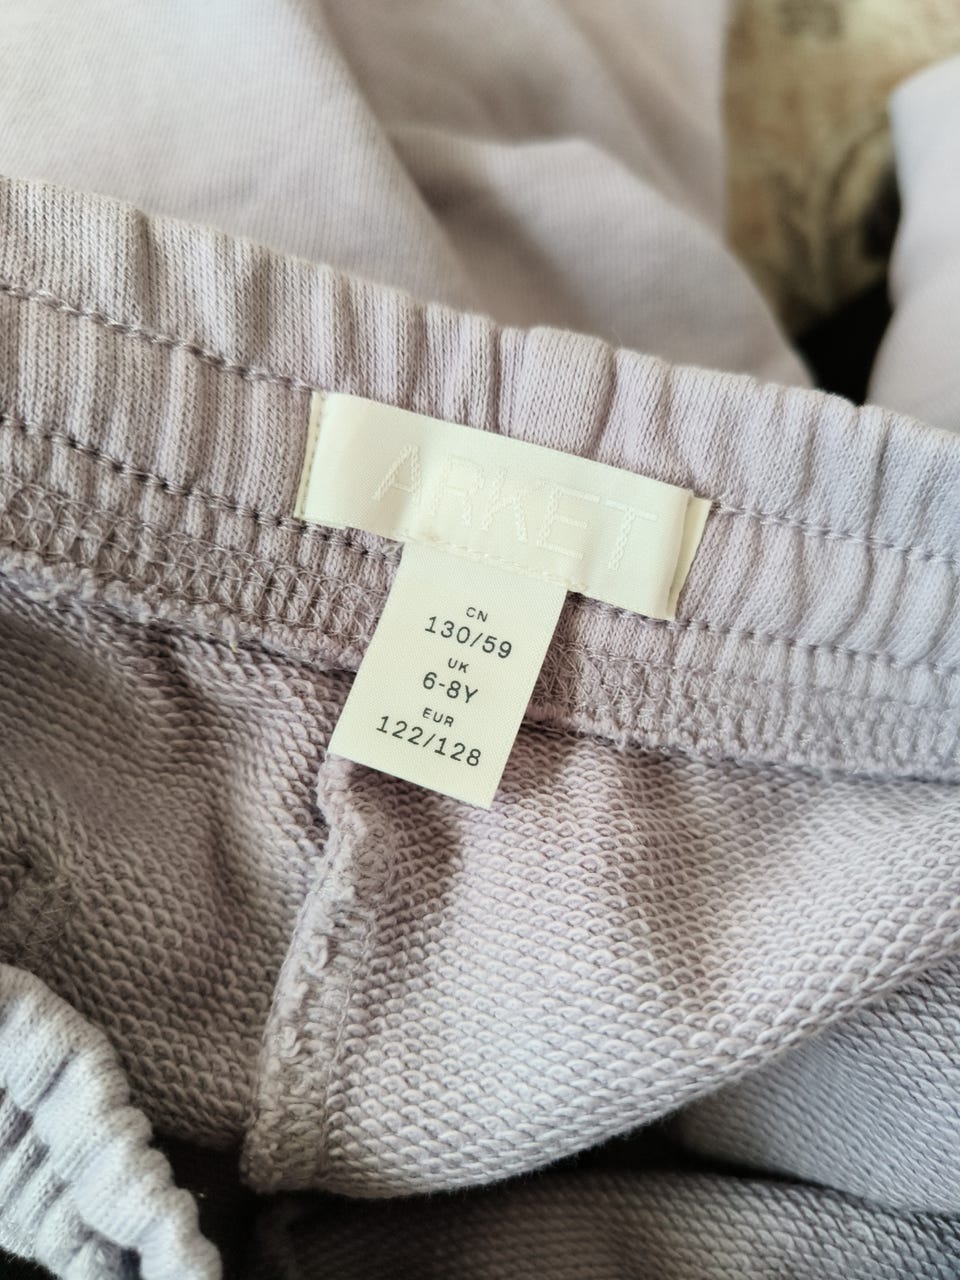 ARKET
CN
130/59
UK
6-8Y
EUR
122/128